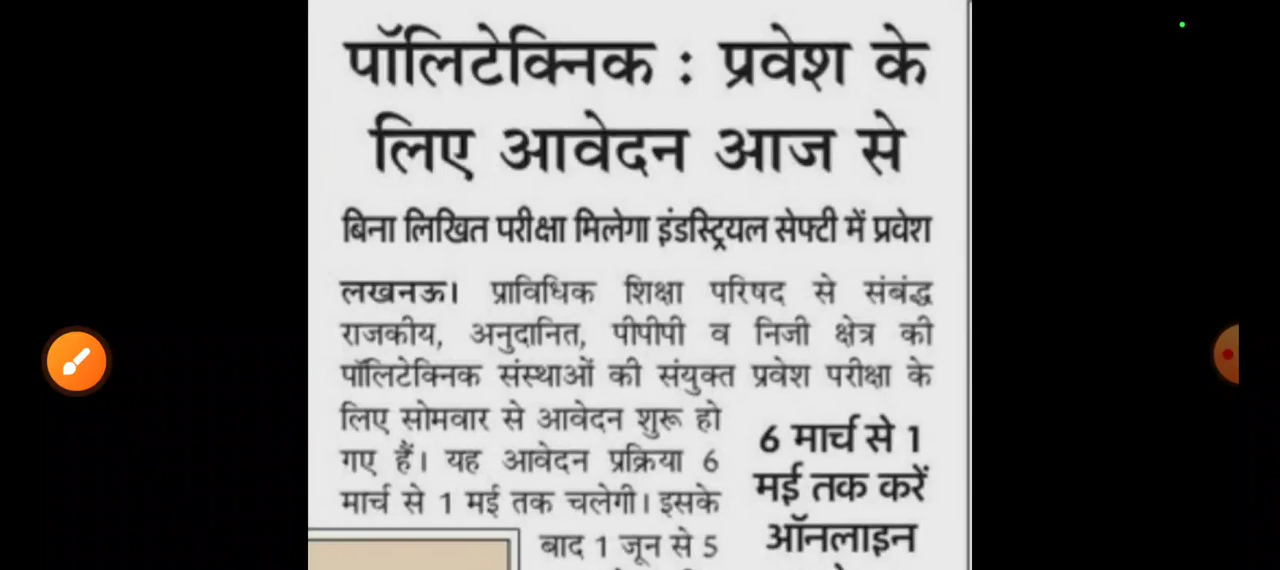 पॉलिटेक्निक : प्रवेश के
लिए आवेदन आज से
बिना लिखित परीक्षा मिलेगा इंडस्ट्रियल सेफ्टी में प्रवेश
लखनऊ। प्राविधिक शिक्षा परिषद से संबंद्ध
राजकीय, अनुदानित, पीपीपी व निजी क्षेत्र की
पॉलिटेक्निक संस्थाओं की संयुक्त प्रवेश परीक्षा के
लिए सोमवार से आवेदन शुरू हो
गए हैं। यह आवेदन प्रक्रिया 6
मार्च से 1 मई तक चलेगी। इसके
बाद 1 जून से 5
6 मार्च से 1
मई तक करें
ऑनलाइन